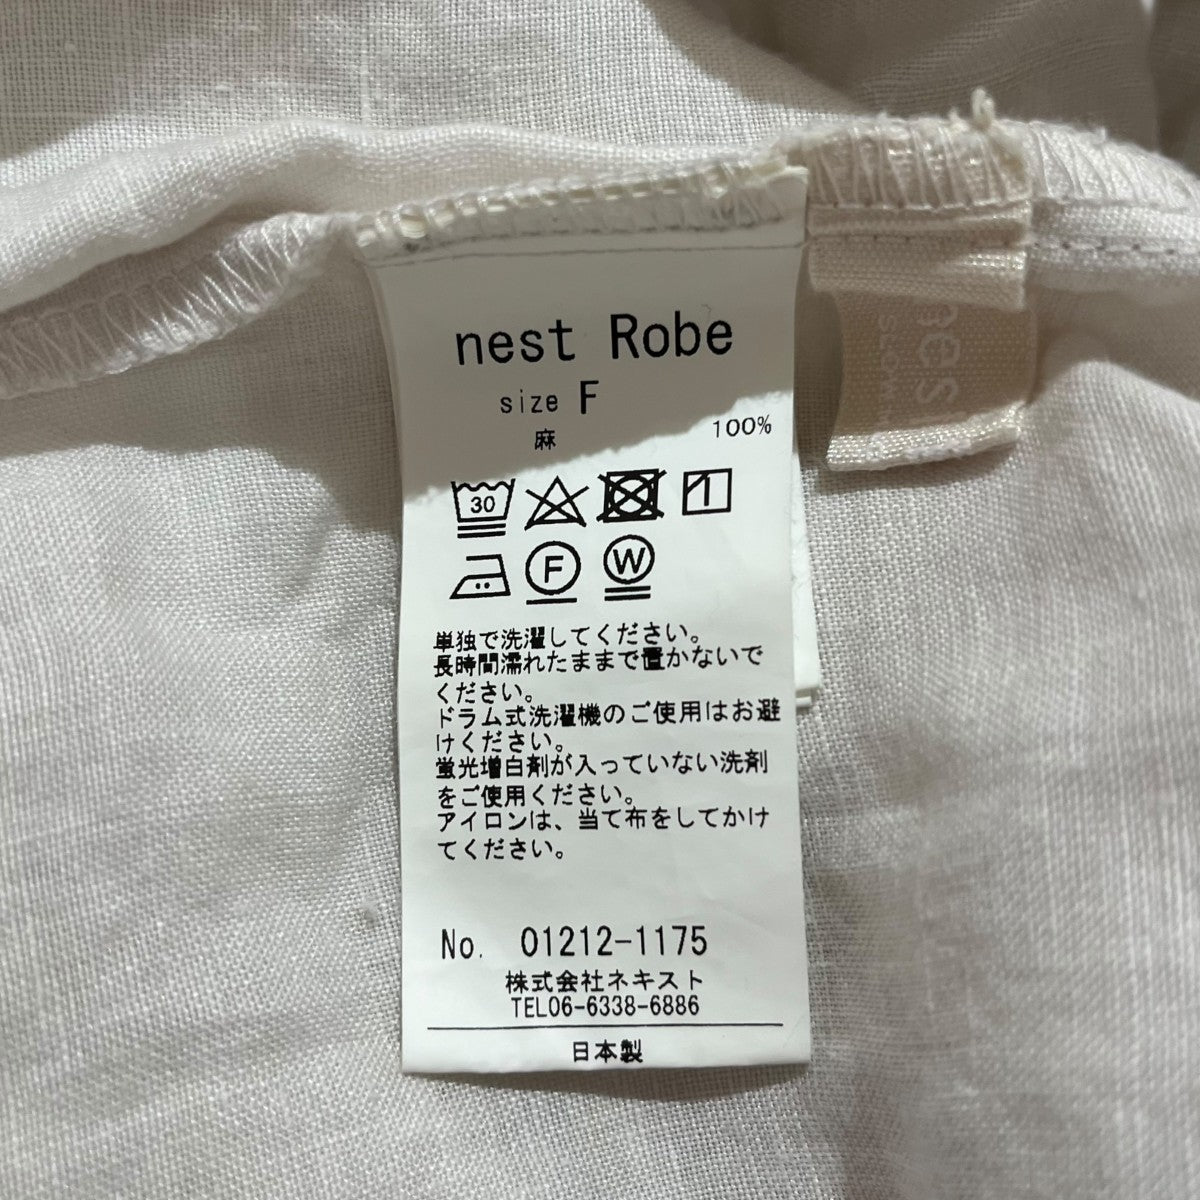 nest Robe
size F
麻 100%
30
F W
単独で洗濯してください。
長時間濡れたままで置かないで
ください。
ドラム式洗濯機のご使用はお避
けください。
蛍光増白剤が入っていない洗剤
をご使用ください。
アイロンは、当て布をしてかけ
てください。
No. 01212-1175
株式会社ネキスト
TEL06-6338-6886
日本製
nes
SLOW